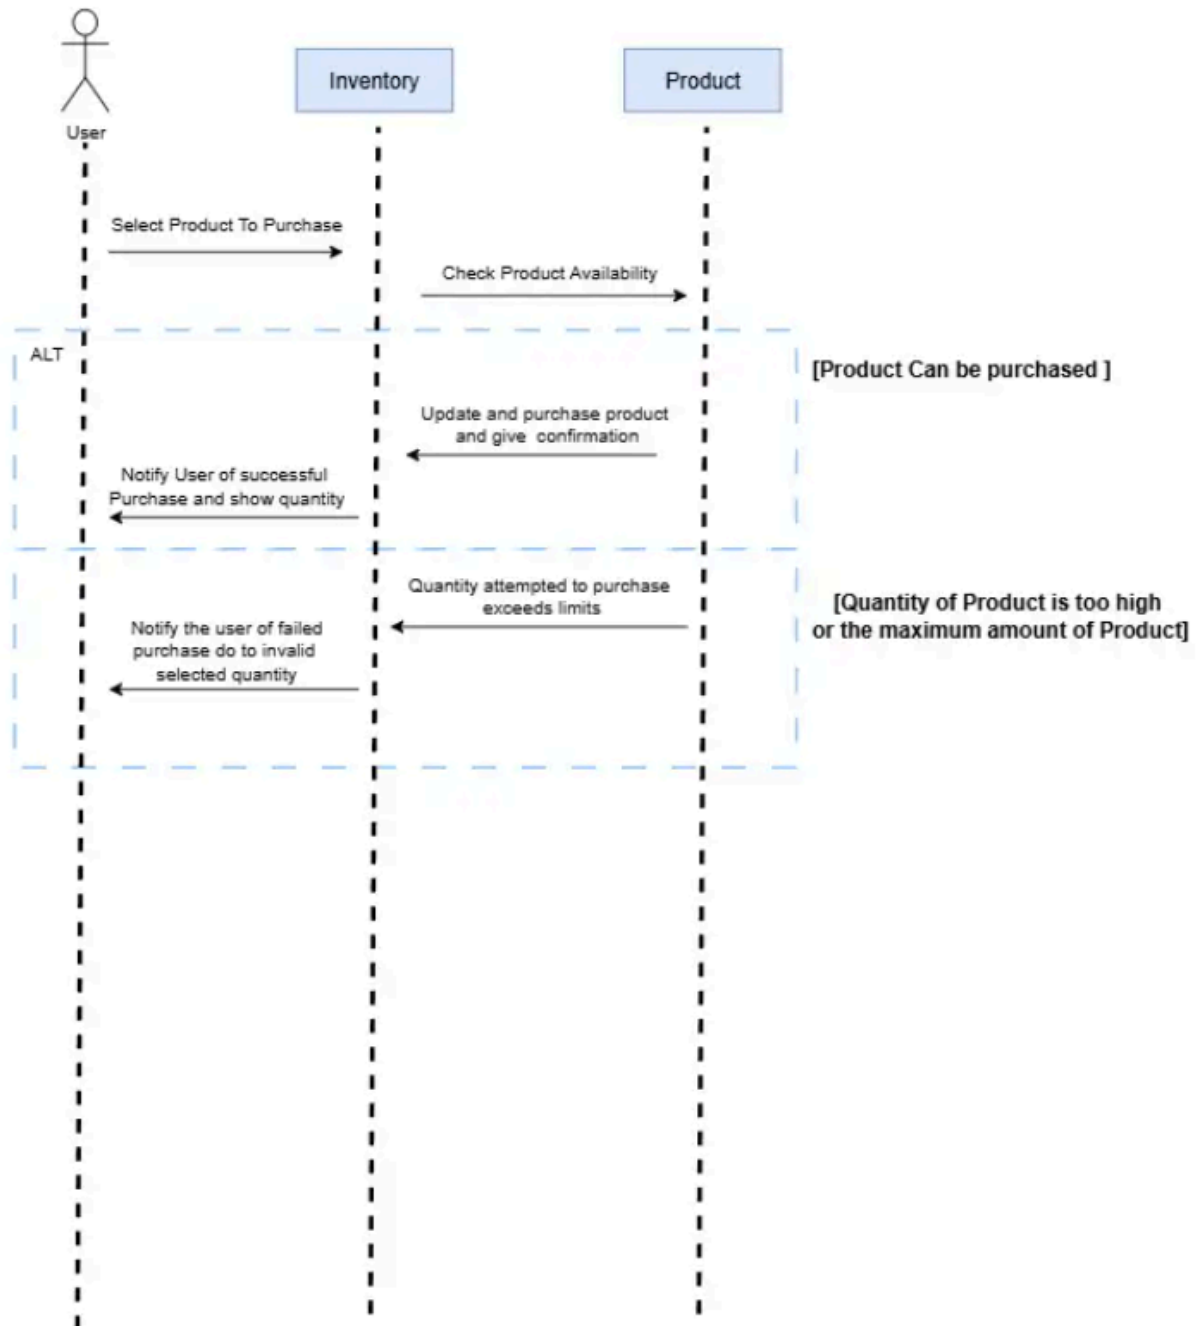 User
Inventory
Product
Select Product To Purchase
Check Product Availability
ALT
[Product Can be purchased ]
Update and purchase product
and give confirmation
Notify User of successful
Purchase and show quantity
Quantity attempted to purchase
exceeds limits
[Quantity of Product is too high
or the maximum amount of Product]
Notify the user of failed
purchase do to invalid
selected quantity